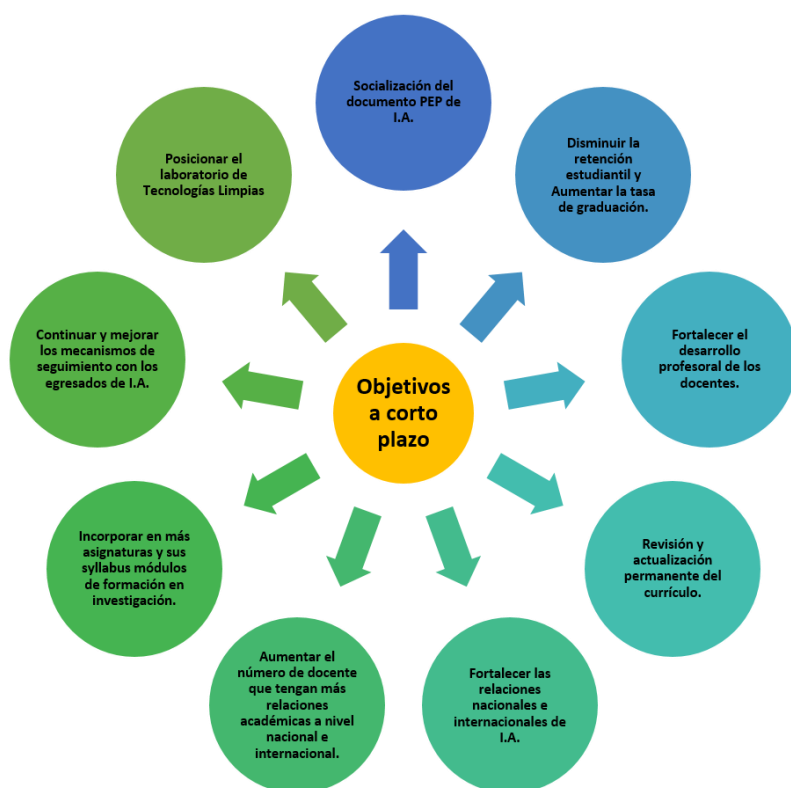 Socialización del
documento PEP de
I.A.
Disminuir la
retención
estudiantil y
Aumentar la tasa
de graduación.
Fortalecer el
desarrollo
profesoral de los
docentes.
Revisión y
actualización
permanente del
currículo.
Fortalecer las
relaciones
nacionales e
internacionales de
I.A.
Aumentar el
número de docente
que tengan más
relaciones
académicas a nivel
nacional e
internacional.
Incorporar en más
asignaturas y sus
syllabus módulos
de formación en
investigación.
Continuar y mejorar
los mecanismos de
seguimiento con los
egresados de I.A.
Posicionar el
laboratorio de
Tecnologías Limpias
Objetivos
a corto
plazo